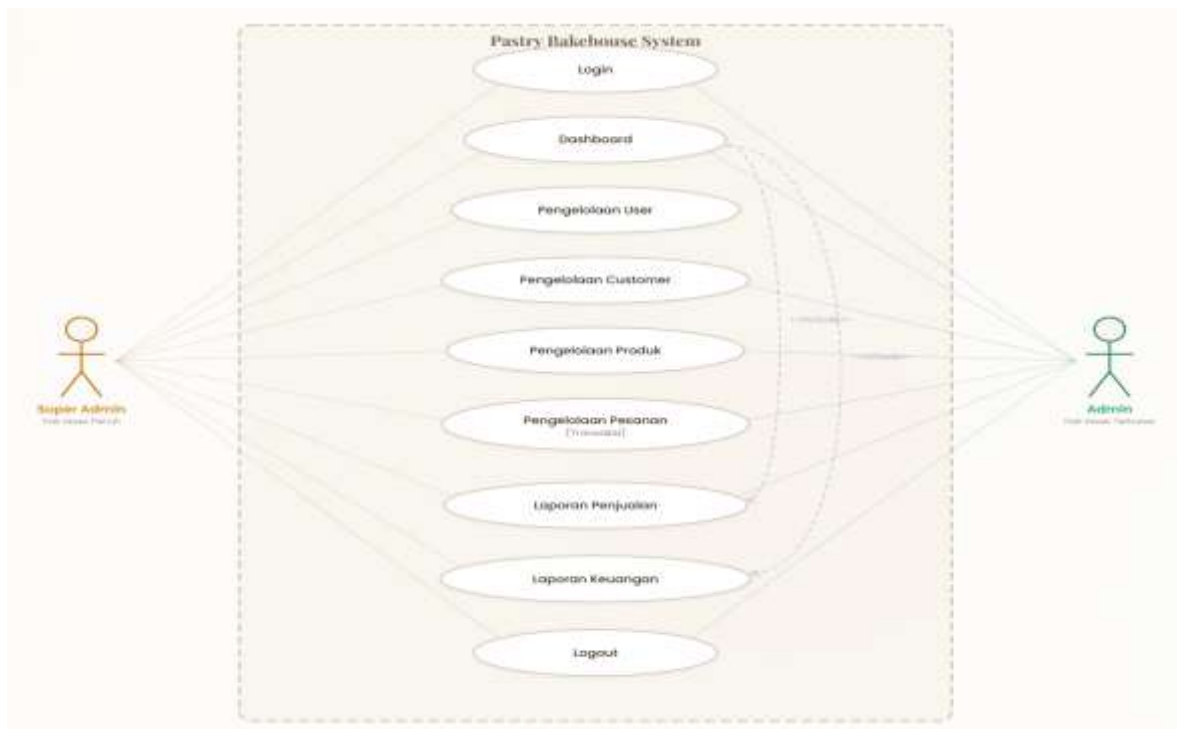 Pastry Bakehouse System
Login
Dashboard
Pengelolaan User
Pengelolaan Customer
Pengelolaan Produk
Pengelolaan Pesanan
(Transaksi)
Laporan Penjualan
Laporan Keuangan
Logout
Super Admin
Admin